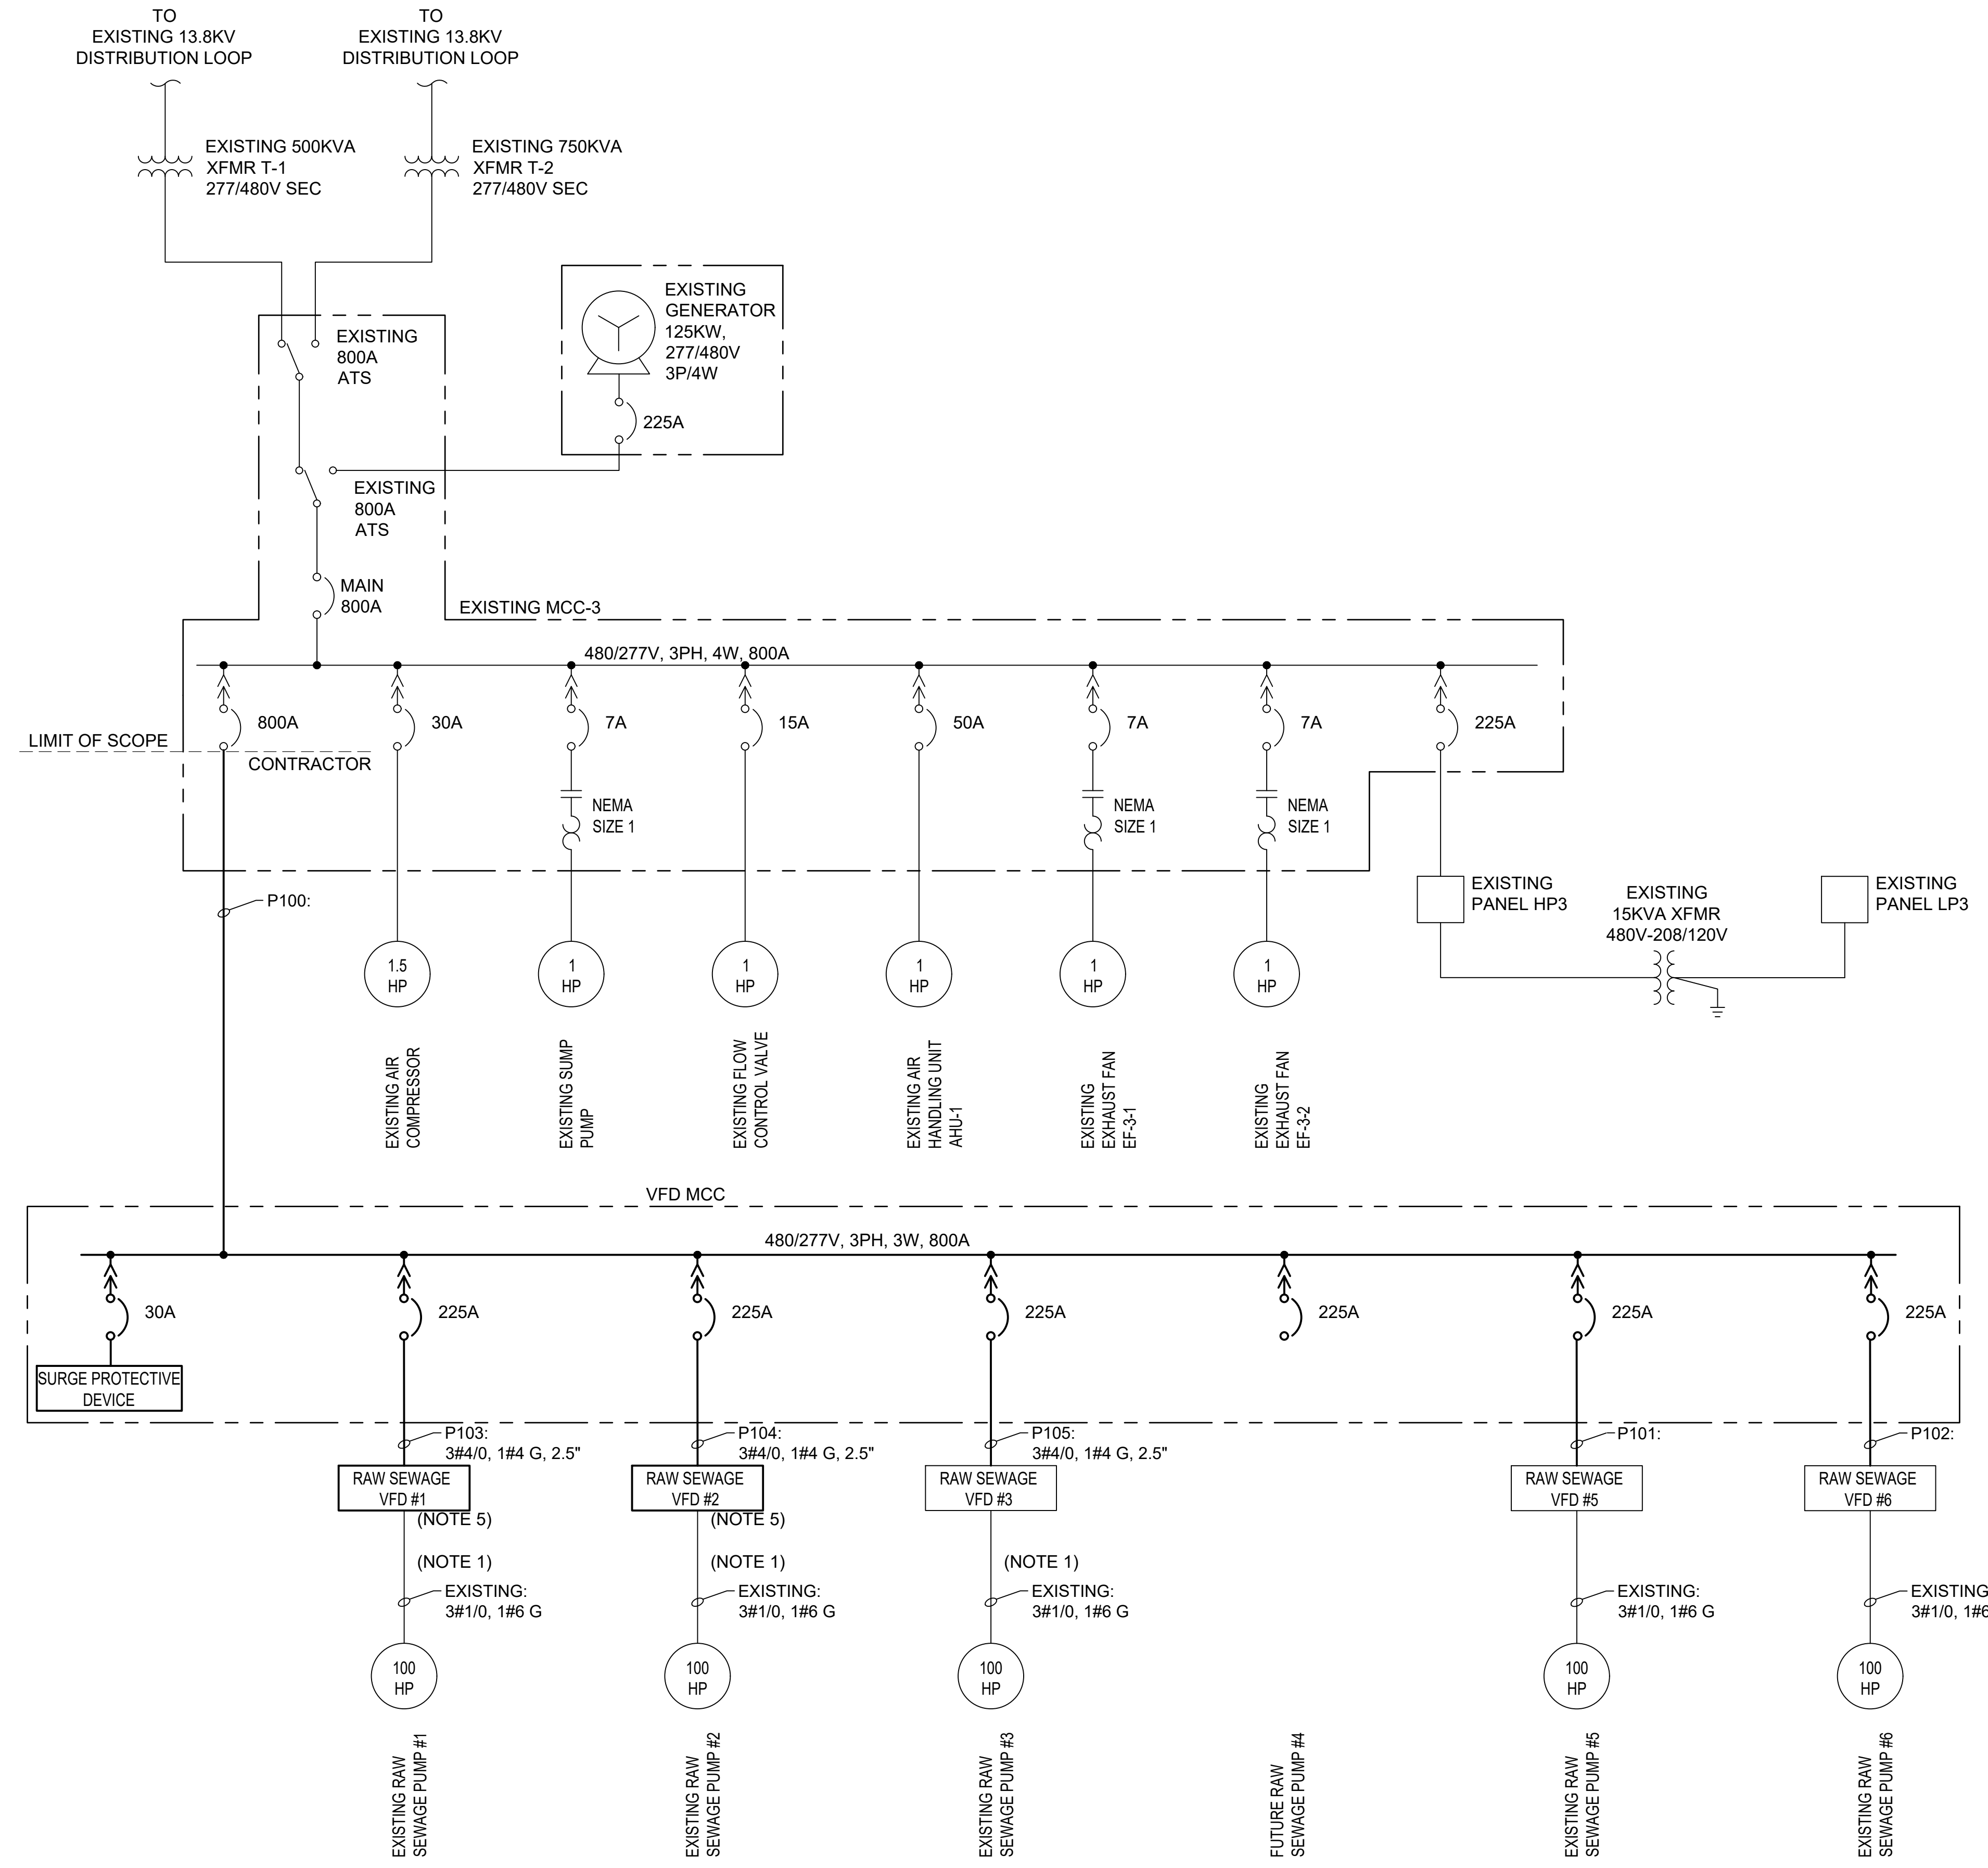 TO
EXISTING 13.8KV
DISTRIBUTION LOOP
TO
EXISTING 13.8KV
DISTRIBUTION LOOP
EXISTING 500KVA
XFMR T-1
277/480V SEC
EXISTING 750KVA
XFMR T-2
277/480V SEC
EXISTING
800A
ATS
EXISTING
GENERATOR
125KW,
277/480V
3P/4W
225A
EXISTING
800A
ATS
MAIN
800A
EXISTING MCC-3
480/277V, 3PH, 4W, 800A
800A
30A
7A
15A
50A
7A
7A
225A
LIMIT OF SCOPE
CONTRACTOR
NEMA
SIZE 1
NEMA
SIZE 1
NEMA
SIZE 1
P100:
EXISTING
PANEL HP3
EXISTING
15KVA XFMR
480V-208/120V
EXISTING
PANEL LP3
1.5
HP
1
HP
1
HP
1
HP
1
HP
1
HP
EXISTING AIR
COMPRESSOR
EXISTING SUMP
PUMP
EXISTING FLOW
CONTROL VALVE
EXISTING AIR
HANDLING UNIT
AHU-1
EXISTING
EXHAUST FAN
EF-3-1
EXISTING
EXHAUST FAN
EF-3-2
VFD MCC
480/277V, 3PH, 3W, 800A
30A
225A
225A
225A
225A
225A
225A
SURGE PROTECTIVE
DEVICE
P103:
3#4/0, 1#4 G, 2.5"
P104:
3#4/0, 1#4 G, 2.5"
P105:
3#4/0, 1#4 G, 2.5"
P101:
P102:
RAW SEWAGE
VFD #1
RAW SEWAGE
VFD #2
RAW SEWAGE
VFD #3
RAW SEWAGE
VFD #5
RAW SEWAGE
VFD #6
(NOTE 5)
(NOTE 5)
(NOTE 1)
(NOTE 1)
(NOTE 1)
EXISTING:
3#1/0, 1#6 G
EXISTING:
3#1/0, 1#6 G
EXISTING:
3#1/0, 1#6 G
EXISTING:
3#1/0, 1#6 G
EXISTING
3#1/0, 1#6
100
HP
100
HP
100
HP
100
HP
100
HP
EXISTING RAW
SEWAGE PUMP #1
EXISTING RAW
SEWAGE PUMP #2
EXISTING RAW
SEWAGE PUMP #3
FUTURE RAW
SEWAGE PUMP #4
EXISTING RAW
SEWAGE PUMP #5
EXISTING RAW
SEWAGE PUMP #6